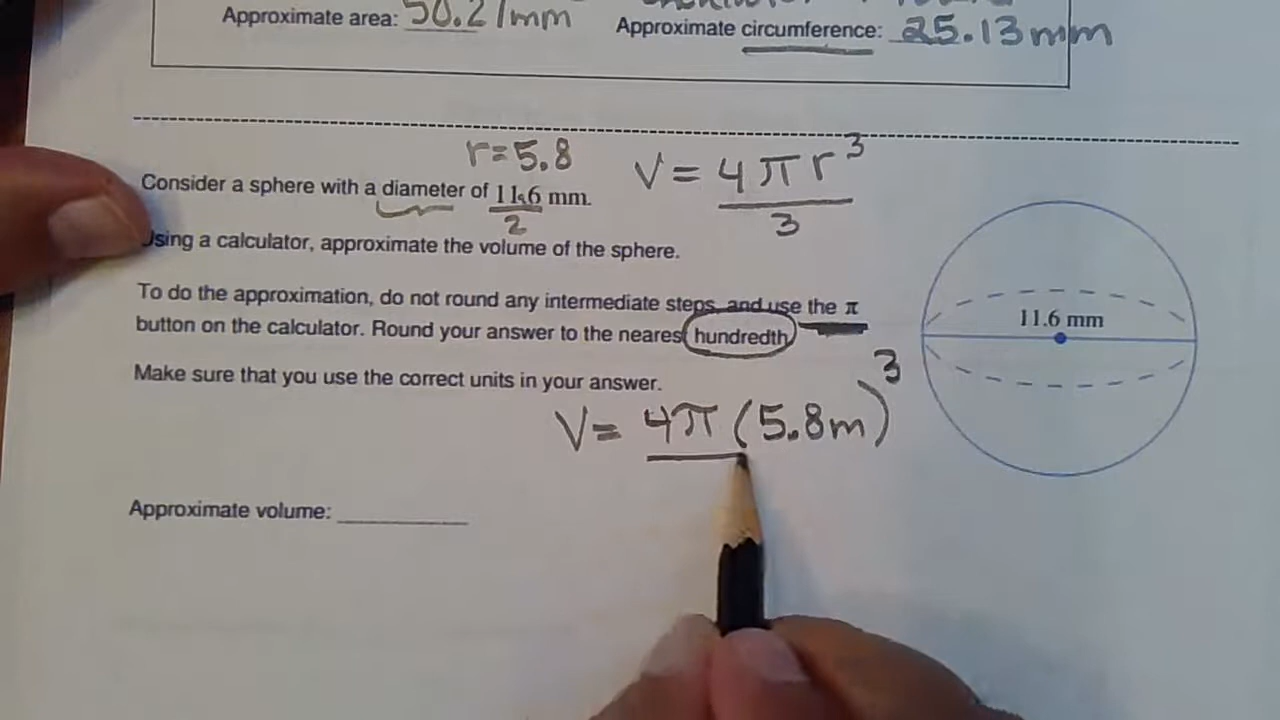 Approximate area: 50.27mm
Approximate circumference: 25.13mm
r=5.8
V = 4πr³
3
Consider a sphere with a diameter of 11.6 mm.
2
Using a calculator, approximate the volume of the sphere.
To do the approximation, do not round any intermediate steps, and use the π
button on the calculator. Round your answer to the nearest hundredth
11.6 mm
Make sure that you use the correct units in your answer.
V= 4π(5.8m)³
Approximate volume: